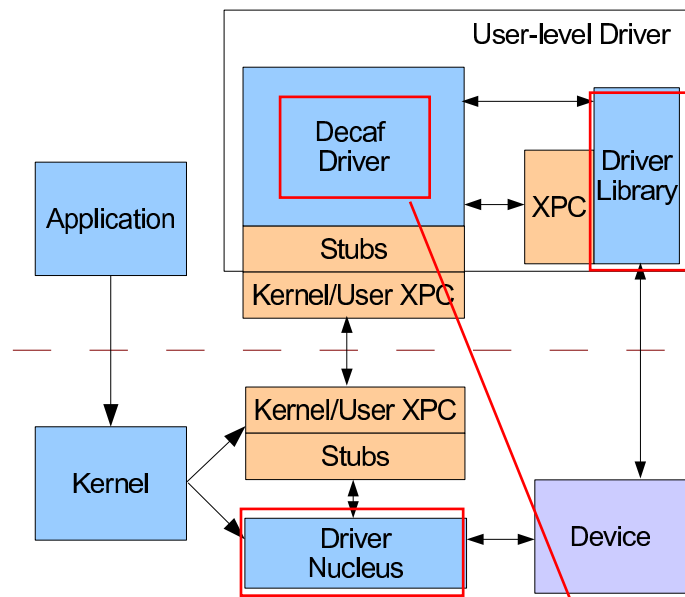 User-level Driver
Decaf
Driver
Driver
Library
XPC
Application
Stubs
Kernel/User XPC
Kernel/User XPC
Stubs
Kernel
Driver
Nucleus
Device